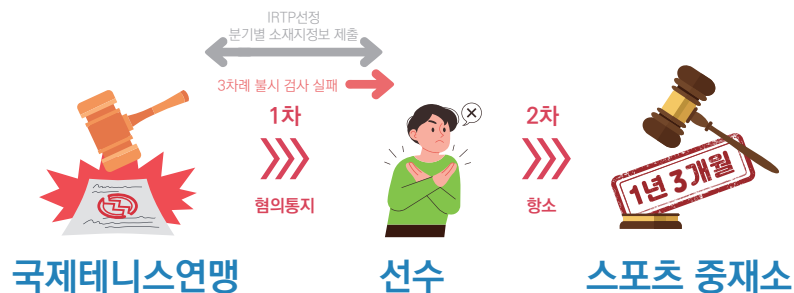 IRTP선정
분기별 소재지정보 제출
3차례 불시 검사 실패
1차
2차
1년 3개월
혐의통지
항소
국제테니스연맹
선수
스포츠 중재소